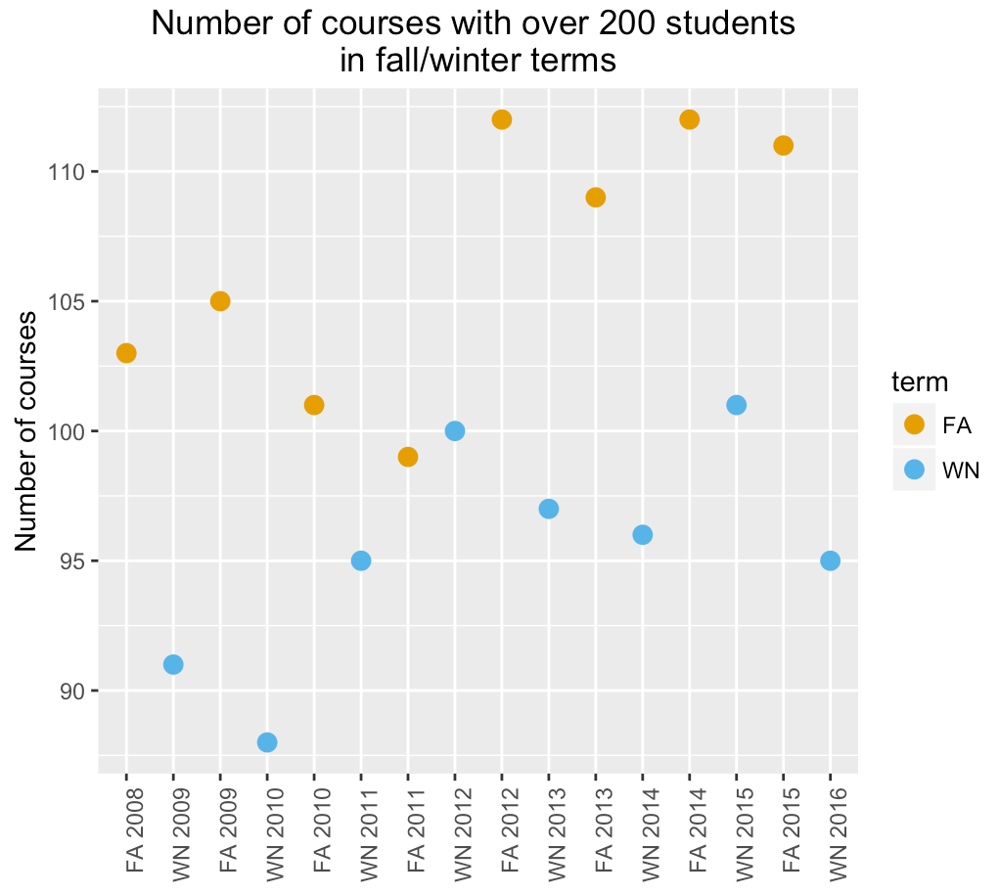 Number of courses with over 200 students
in fall/winter terms
Number of courses
110
105
100
95
90
FA 2008
WN 2009
FA 2009
WN 2010
FA 2010
WN 2011
FA 2011
WN 2012
FA 2012
WN 2013
FA 2013
WN 2014
FA 2014
WN 2015
FA 2015
WN 2016
term
FA
WN